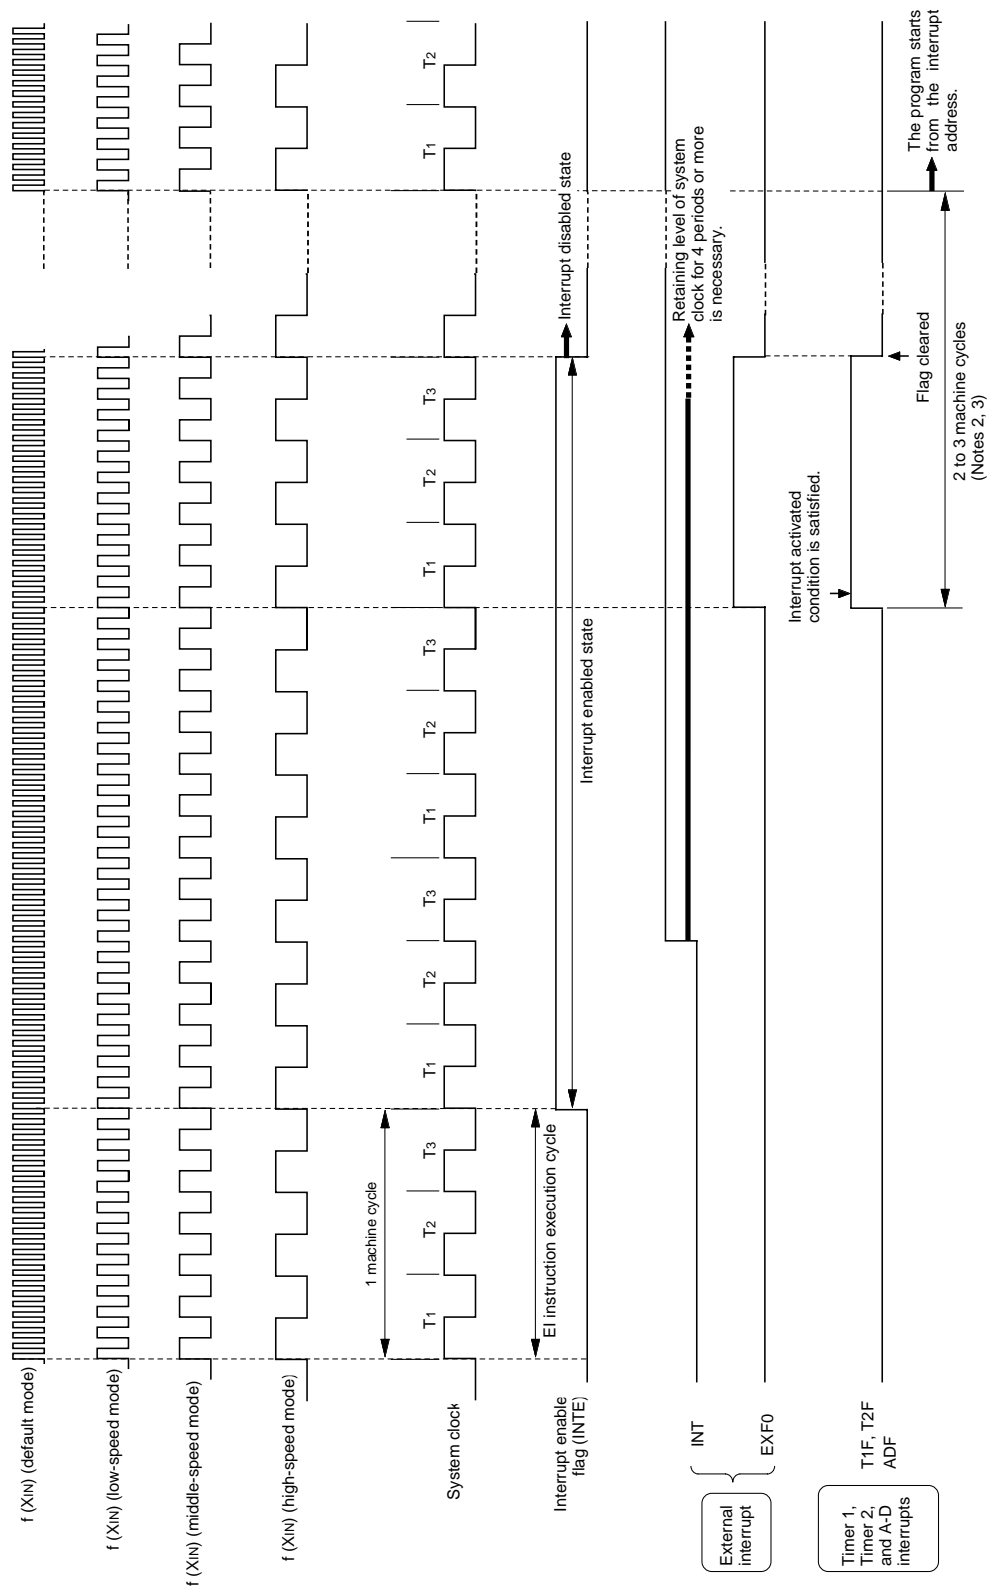 f (XIN) (default mode)
f (XIN) (low-speed mode)
f (XIN) (middle-speed mode)
f (XIN) (high-speed mode)
1 machine cycle
System clock
T1
T2
T3
T1
T2
T3
T1
T2
T3
T1
T2
T3
T1
T2
EI instruction execution cycle
Interrupt enable
flag (INTE)
Interrupt enabled state
Interrupt disabled state
External
interrupt
INT
Retaining level of system
clock for 4 periods or more
is necessary.
EXF0
Timer 1,
Timer 2,
and A-D
interrupts
T1F, T2F
ADF
Interrupt activated
condition is satisfied.
Flag cleared
2 to 3 machine cycles
(Notes 2, 3)
The program starts
from the interrupt
address.